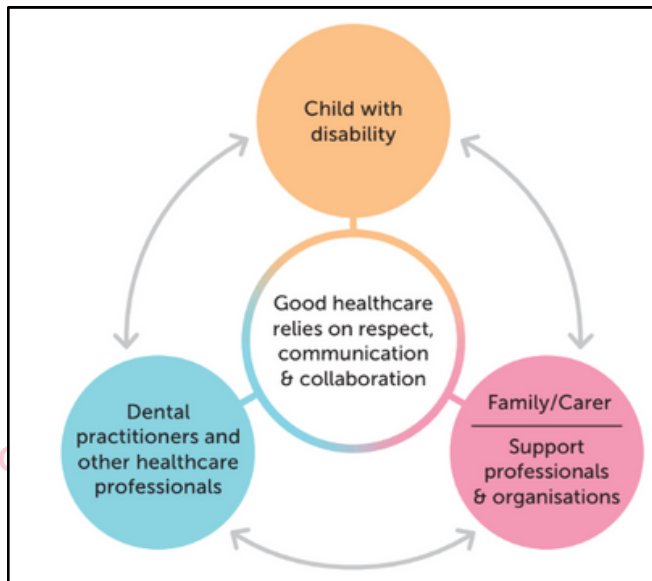 Child with
disability
Good healthcare
relies on respect,
communication
& collaboration
Dental
practitioners and
other healthcare
professionals
Family/Carer
Support
professionals
& organisations